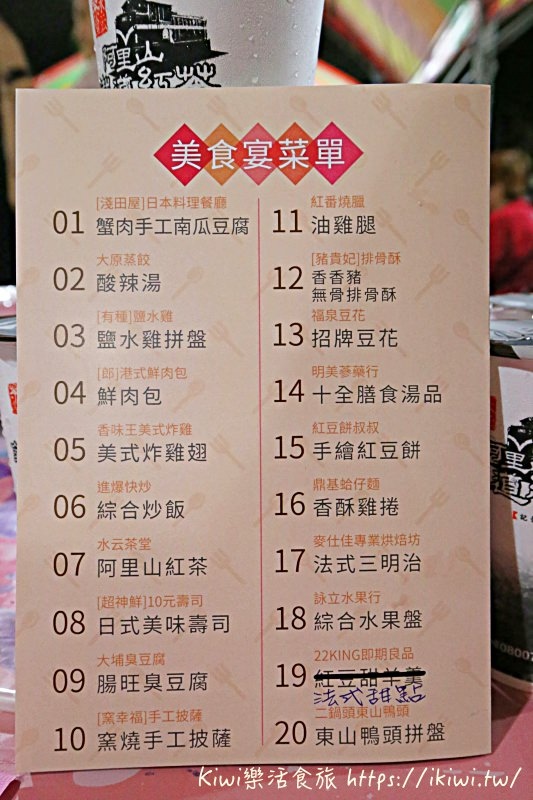 阿里山
紅茶
美食宴菜單
[淺田屋]日本料理餐廳
01 蟹肉手工南瓜豆腐
大原蒸餃
02 酸辣湯
[有種]鹽水雞
03 鹽水雞拼盤
[郎]港式鮮肉包
04 鮮肉包
香味王美式炸雞
05 美式炸雞翅
進爆快炒
06 綜合炒飯
水云茶堂
07 阿里山紅茶
[超神鮮]10元壽司
08 日式美味壽司
大埔臭豆腐
09 腸旺臭豆腐
[窯幸福]手工披薩
10 窯燒手工披薩
紅番燒臘
11 油雞腿
[豬貴妃]排骨酥
12 香香豬
無骨排骨酥
福泉豆花
13 招牌豆花
明美蔘藥行
14 十全膳食湯品
紅豆餅叔叔
15 手繪紅豆餅
鼎基蛤仔麵
16 香酥雞捲
麥仕佳專業烘焙坊
17 法式三明治
詠立水果行
18 綜合水果盤
22KING即期良品
19 紅豆甜羊羹
法式甜點
二鍋頭東山鴨頭
20 東山鴨頭拼盤
Kiwi樂活食旅 https://ikiwi.tw/